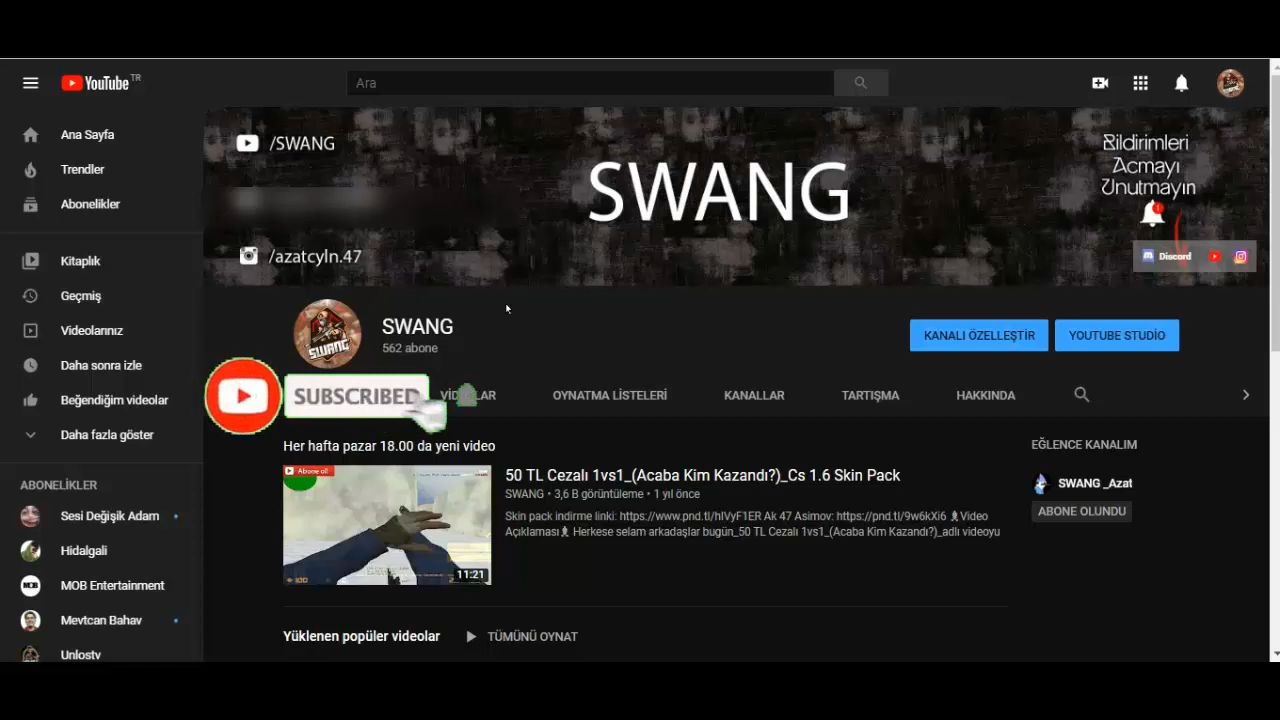 YouTube TR
Ara
Ana Sayfa
Trendler
Abonelikler
Kitaplık
Geçmiş
Videolarınız
Daha sonra izle
Beğendiğim videolar
Daha fazla göster
ABONELİKLER
Sesi Değişik Adam
Hidalgali
MOB
MOB Entertainment
Mevtcan Bahav
Unlostv
/SWANG
/azatcyln.47
SWANG
Bildirimleri
Açmayı
Unutmayın
Discord
SWANG
SWANG
562 abone
KANALI ÖZELLEŞTİR
YOUTUBE STUDIO
SUBSCRIBED
OYNATMA LİSTELERİ
KANALLAR
TARTIŞMA
HAKKINDA
Her hafta pazar 18.00 da yeni video
Abone ol!
11:21
50 TL Cezalı 1vs1_(Acaba Kim Kazandı?)_Cs 1.6 Skin Pack
SWANG • 3,6 B görüntüleme • 1 yıl önce
Skin pack indirme linki: https://www.pnd.tl/hIVyF1ER Ak 47 Asimov: https://pnd.tl/9w6kXi6 Video
Açıklaması Herkese selam arkadaşlar bugün_50 TL Cezalı 1vs1_(Acaba Kim Kazandı?)_adlı videoyu
EĞLENCE KANALIM
SWANG _Azat
ABONE OLUNDU
Yüklenen popüler videolar
TÜMÜNÜ OYNAT